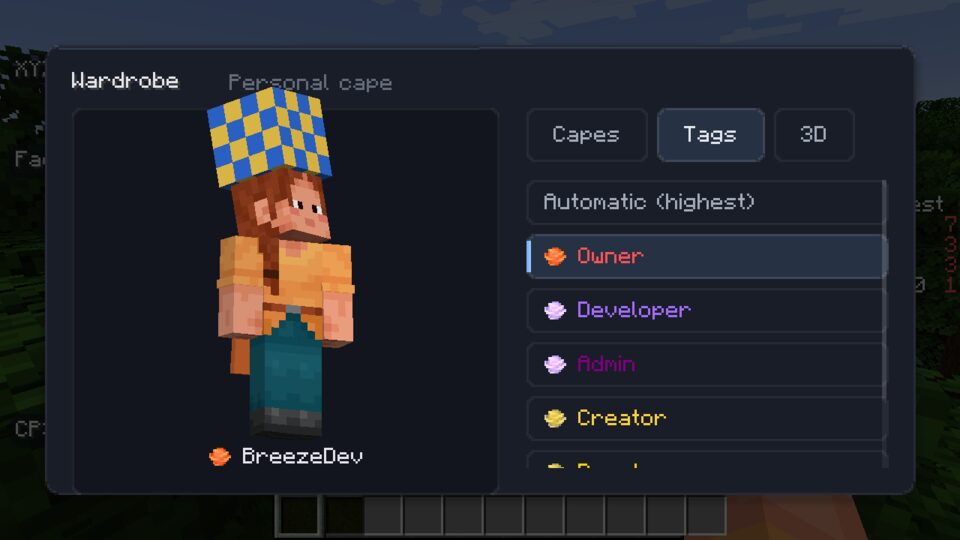 Wardrobe
Personal cape
Capes
Tags
3D
Automatic (highest)
Owner
Developer
Admin
Creator
BreezeDev